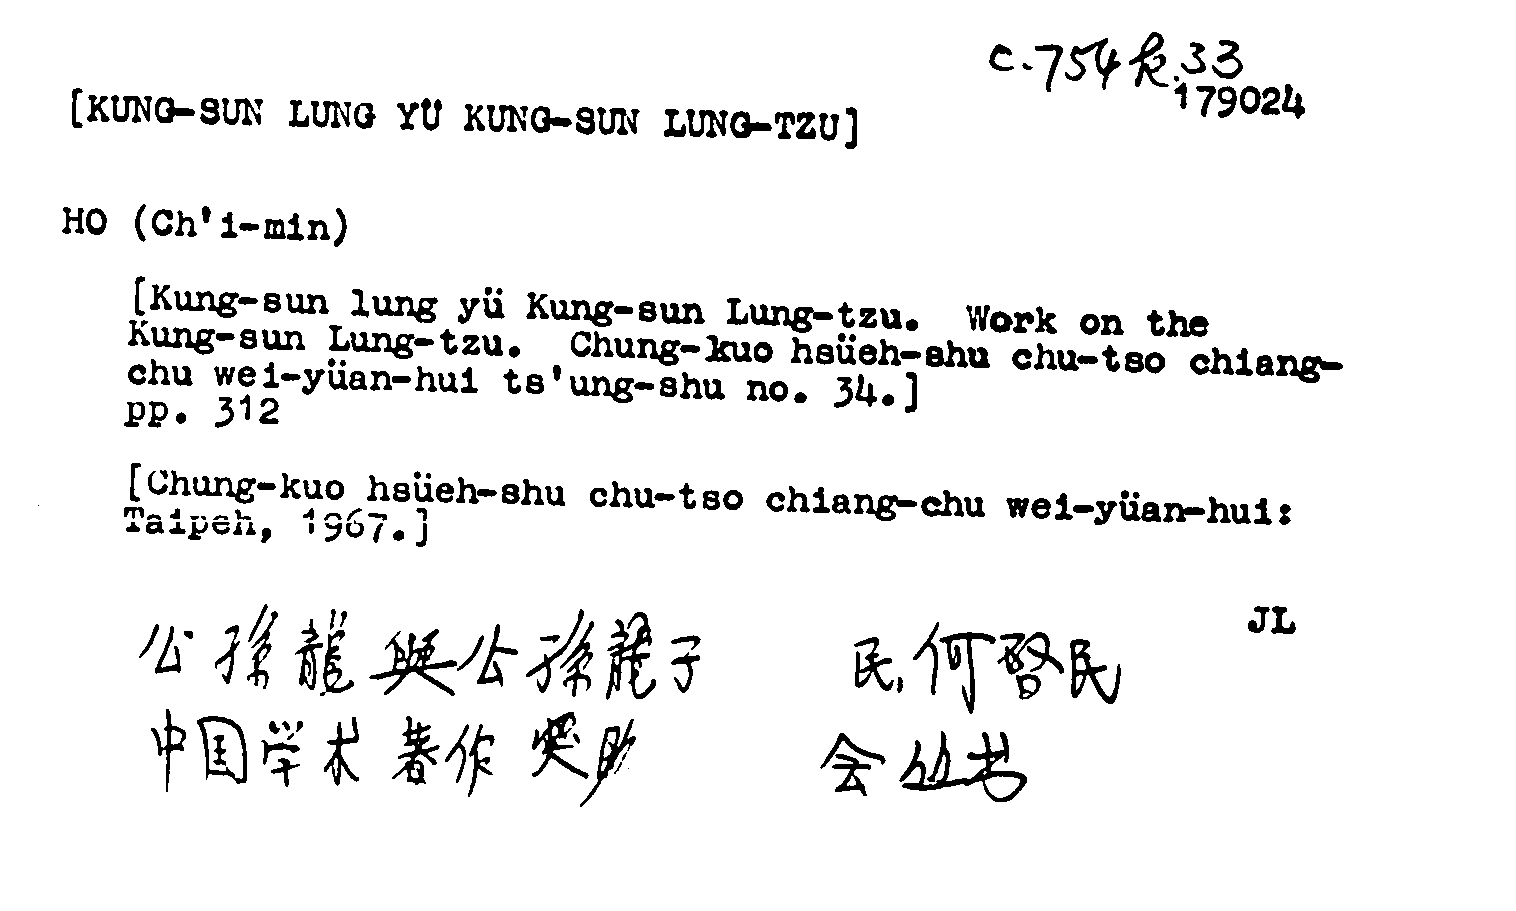 c.754 k.33
179024
[KUNG-SUN LUNG YÜ KUNG-SUN LUNG-TZU]
HO (Ch'i-min)
[Kung-sun lung yü Kung-sun Lung-tzu. Work on the
Kung-sun Lung-tzu. Chung-kuo hsüeh-shu chu-tso chiang-
chu wei-yüan-hui ts'ung-shu no. 34.]
pp. 312
[Chung-kuo hsüeh-shu chu-tso chiang-chu wei-yüan-hui:
Taipeh, 1967.]
JL
公孫龍與公孫龍子 民, 何啓民
中国学术著作奖助 会丛书